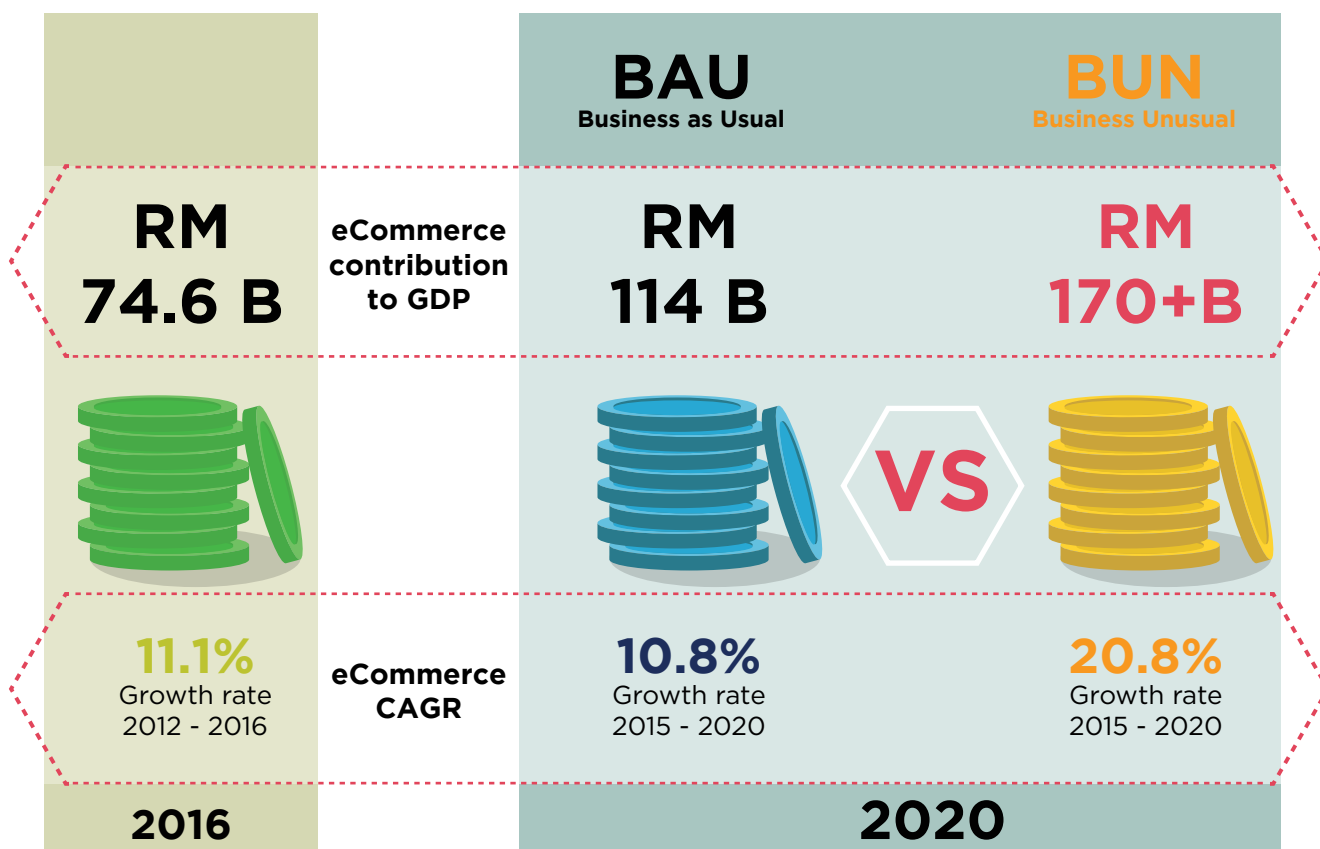 BAU
Business as Usual
BUN
Business Unusual
RM
74.6 B
eCommerce
contribution
to GDP
RM
114 B
RM
170+B
VS
11.1%
Growth rate
2012 - 2016
eCommerce
CAGR
10.8%
Growth rate
2015 - 2020
20.8%
Growth rate
2015 - 2020
2016
2020